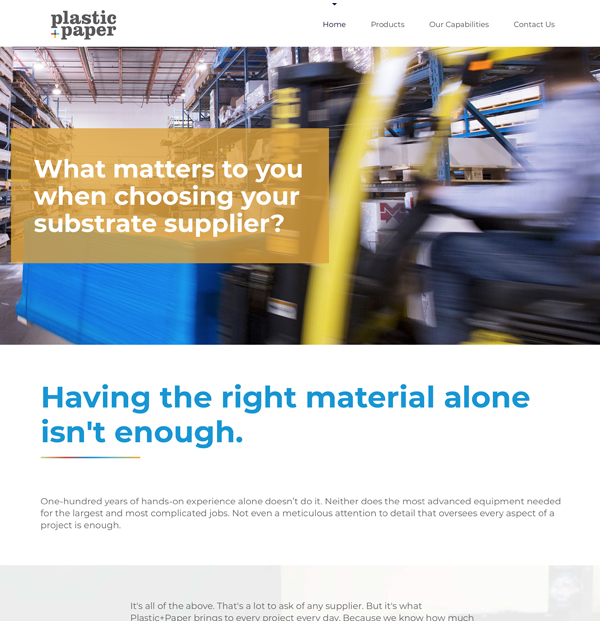 plastic
+paper
Home Products Our Capabilities Contact Us
What matters to you
when choosing your
substrate supplier?
Having the right material alone
isn't enough.
One-hundred years of hands-on experience alone doesn't do it. Neither does the most advanced equipment needed
for the largest and most complicated jobs. Not even a meticulous attention to detail that oversees every aspect of a
project is enough.
It's all of the above. That's a lot to ask of any supplier. But it's what
Plastic+Paper brings to every project every day. Because we know how much